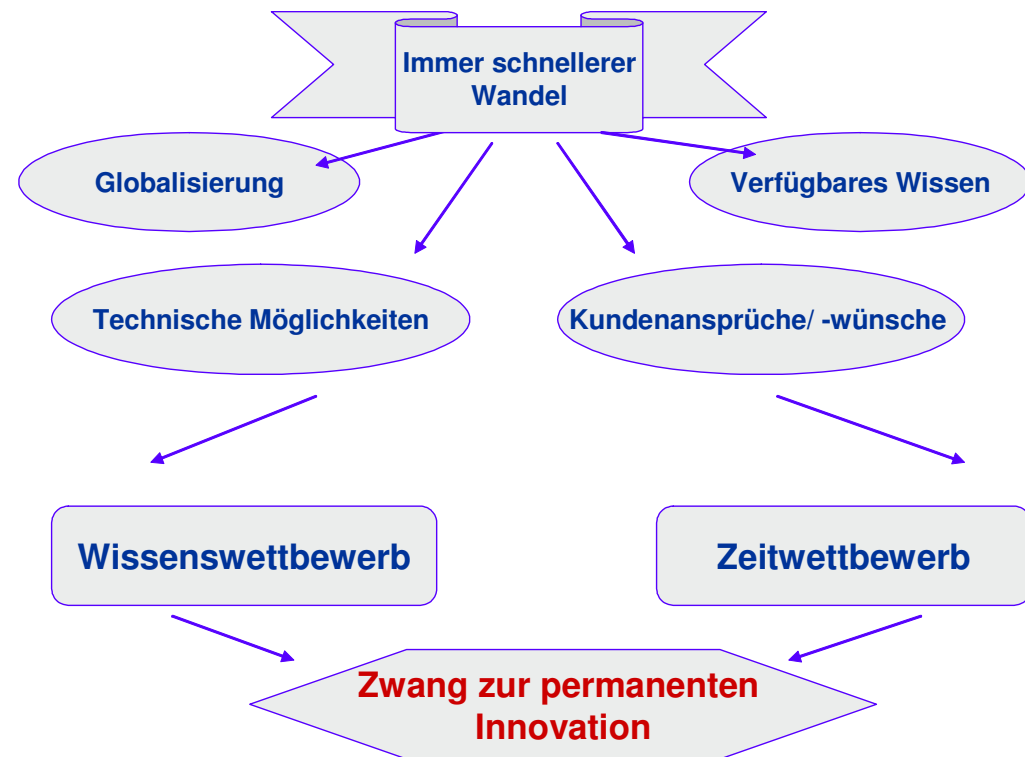 Immer schnellerer
Wandel
Globalisierung
Verfügbares Wissen
Technische Möglichkeiten
Kundenansprüche/ -wünsche
Wissenswettbewerb
Zeitwettbewerb
Zwang zur permanenten
Innovation